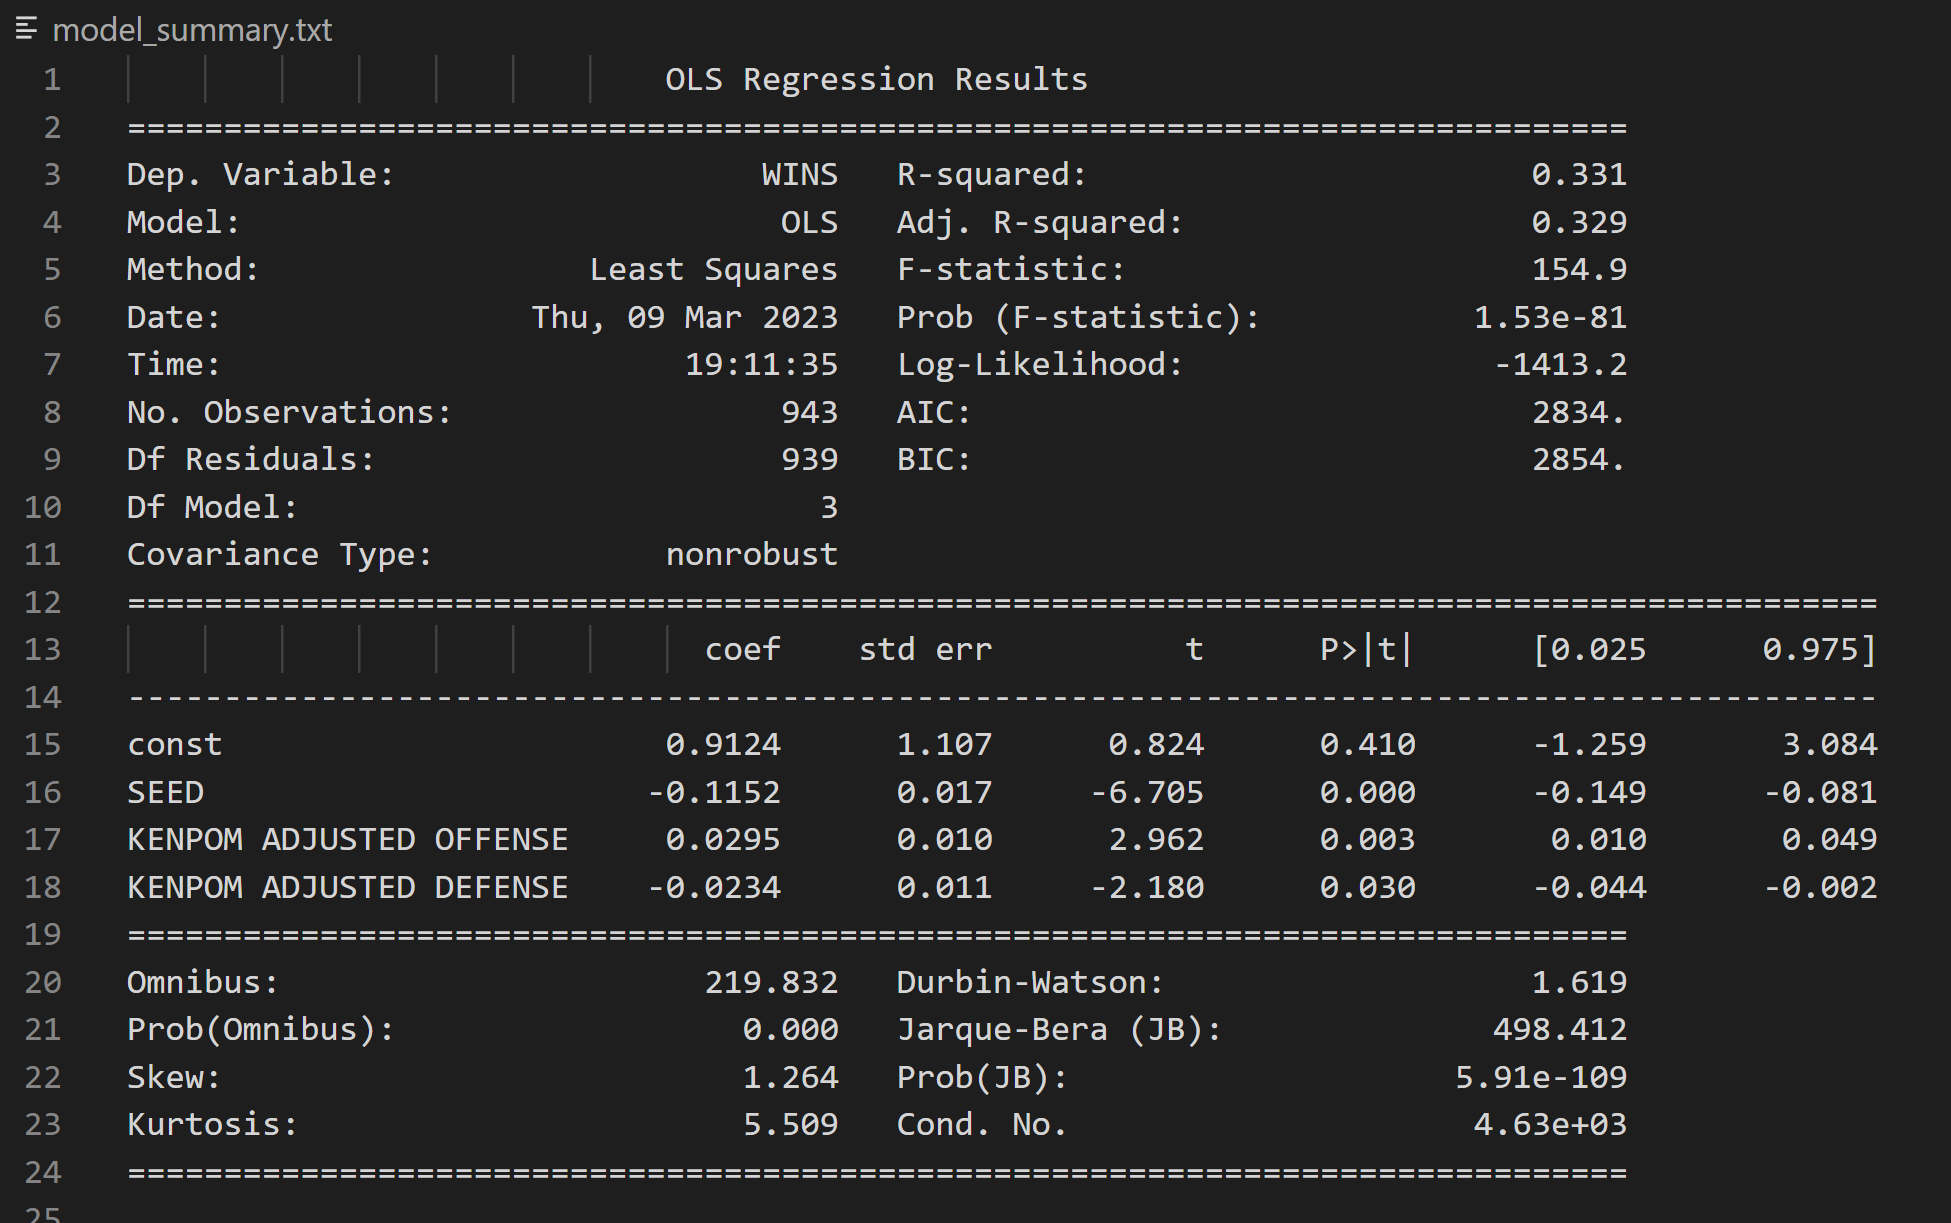 model_summary.txt
1 OLS Regression Results
2 ==============================================================================
3 Dep. Variable: WINS R-squared: 0.331
4 Model: OLS Adj. R-squared: 0.329
5 Method: Least Squares F-statistic: 154.9
6 Date: Thu, 09 Mar 2023 Prob (F-statistic): 1.53e-81
7 Time: 19:11:35 Log-Likelihood: -1413.2
8 No. Observations: 943 AIC: 2834.
9 Df Residuals: 939 BIC: 2854.
10 Df Model: 3
11 Covariance Type: nonrobust
12 ===========================================================================================
13 coef std err t P>|t| [0.025 0.975]
14 -------------------------------------------------------------------------------------------
15 const 0.9124 1.107 0.824 0.410 -1.259 3.084
16 SEED -0.1152 0.017 -6.705 0.000 -0.149 -0.081
17 KENPOM ADJUSTED OFFENSE 0.0295 0.010 2.962 0.003 0.010 0.049
18 KENPOM ADJUSTED DEFENSE -0.0234 0.011 -2.180 0.030 -0.044 -0.002
19 ==============================================================================
20 Omnibus: 219.832 Durbin-Watson: 1.619
21 Prob(Omnibus): 0.000 Jarque-Bera (JB): 498.412
22 Skew: 1.264 Prob(JB): 5.91e-109
23 Kurtosis: 5.509 Cond. No. 4.63e+03
24 ==============================================================================
25